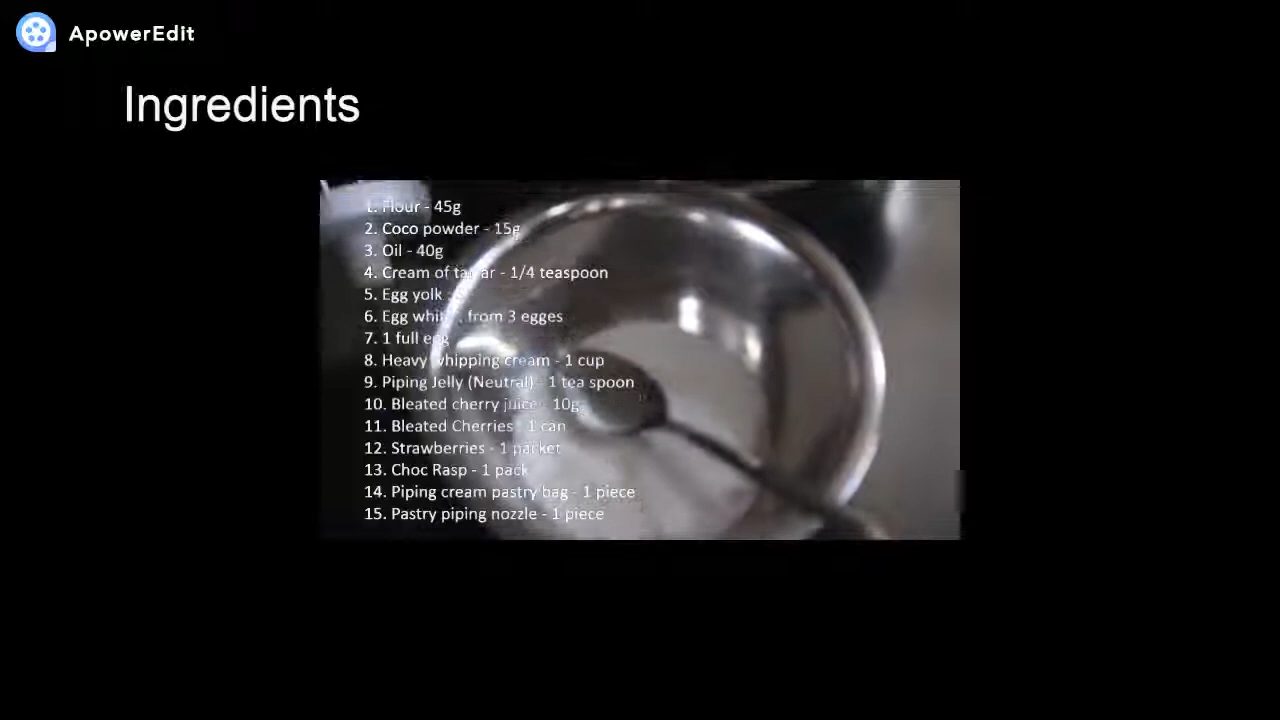 ApowerEdit
Ingredients
1. Flour - 45g
2. Coco powder - 15g
3. Oil - 40g
4. Cream of tartar - 1/4 teaspoon
5. Egg yolk
6. Egg white from 3 egges
7. 1 full egg
8. Heavy whipping cream - 1 cup
9. Piping Jelly (Neutral) - 1 tea spoon
10. Bleated cherry juice - 10g
11. Bleated Cherries - 1 can
12. Strawberries - 1 packet
13. Choc Rasp - 1 pack
14. Piping cream pastry bag - 1 piece
15. Pastry piping nozzle - 1 piece